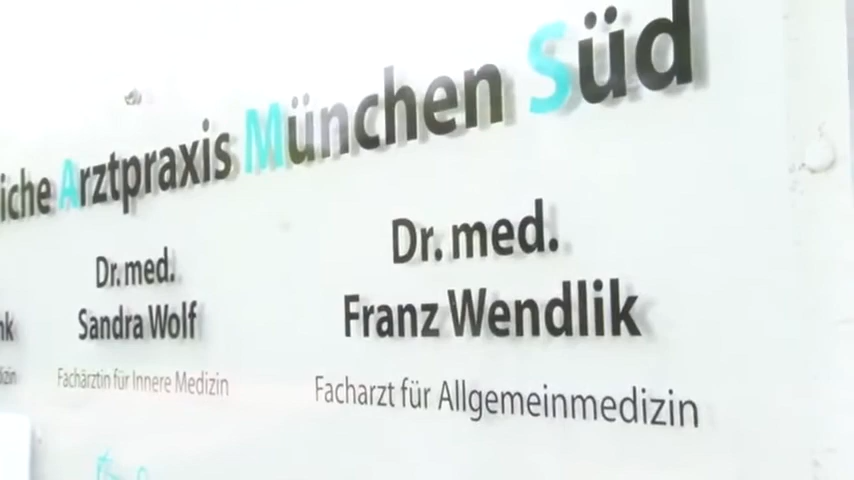 iche Arztpraxis München Süd
Dr. med.
Sandra Wolf
Fachärztin für Innere Medizin
Dr. med.
Franz Wendlik
Facharzt für Allgemeinmedizin